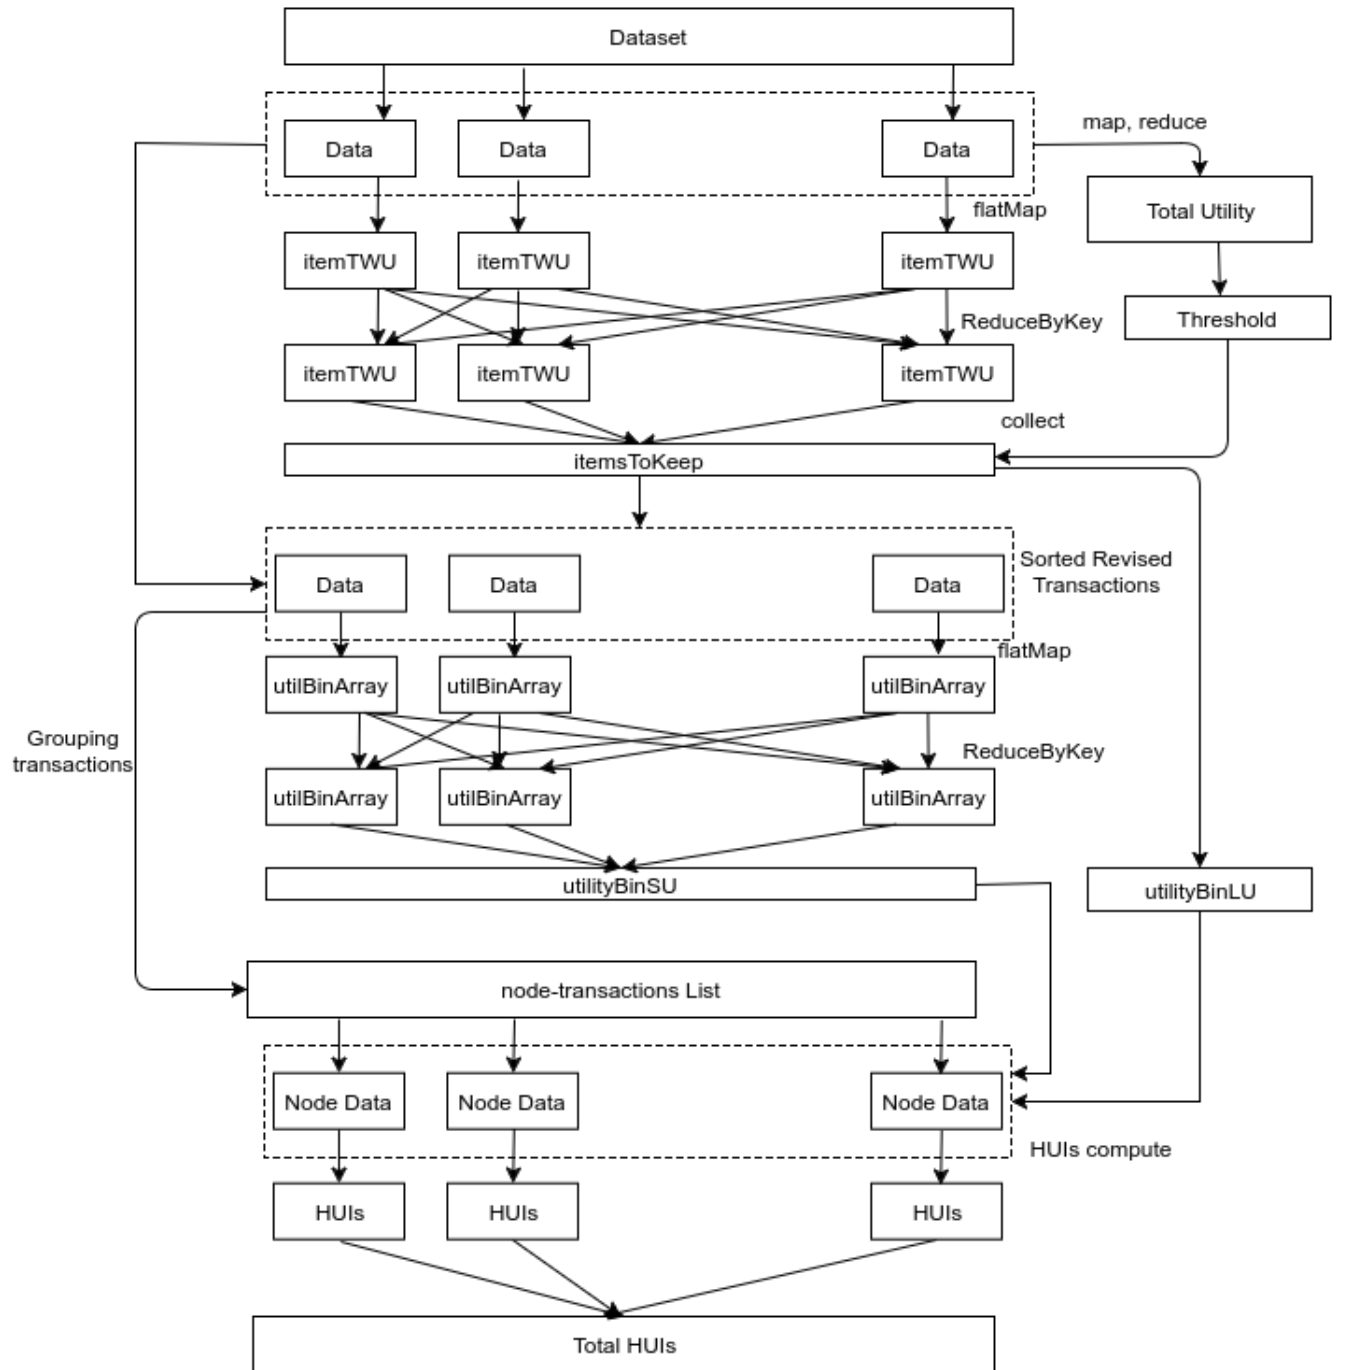 Dataset
map, reduce
Data
Data
Data
Total Utility
flatMap
itemTWU
itemTWU
itemTWU
ReduceByKey
Threshold
itemTWU
itemTWU
itemTWU
collect
itemsToKeep
Sorted Revised
Transactions
Data
Data
Data
flatMap
utilBinArray
utilBinArray
utilBinArray
Grouping
transactions
ReduceByKey
utilBinArray
utilBinArray
utilBinArray
utilityBinSU
utilityBinLU
node-transactions List
Node Data
Node Data
Node Data
HUIs compute
HUIs
HUIs
HUIs
Total HUIs